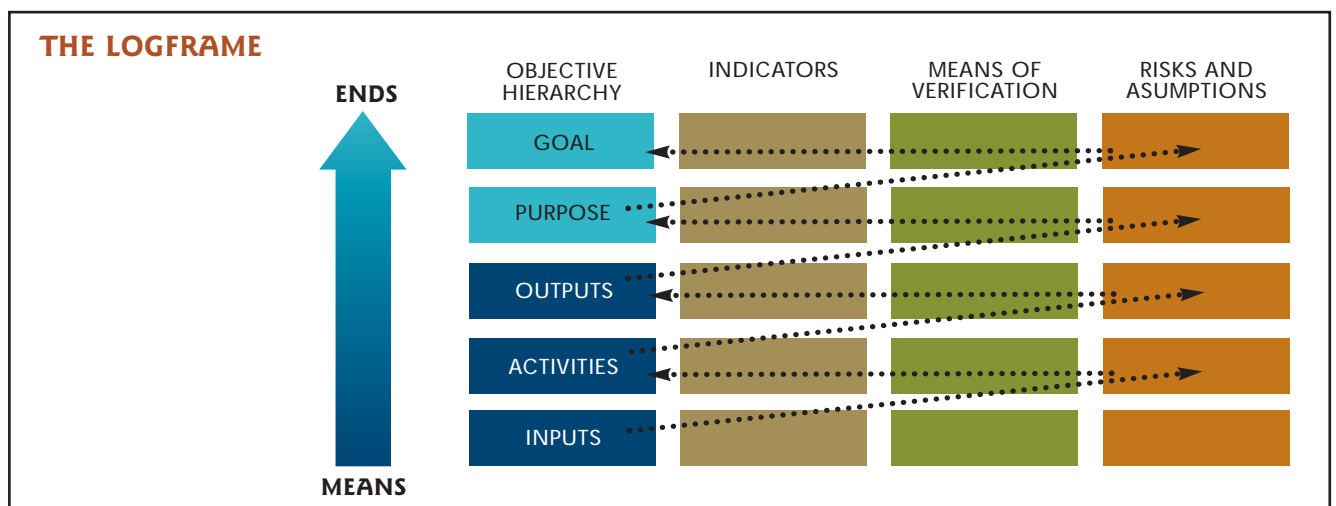 THE LOGFRAME
ENDS
MEANS
OBJECTIVE
HIERARCHY
INDICATORS
MEANS OF
VERIFICATION
RISKS AND
ASUMPTIONS
GOAL
PURPOSE
OUTPUTS
ACTIVITIES
INPUTS